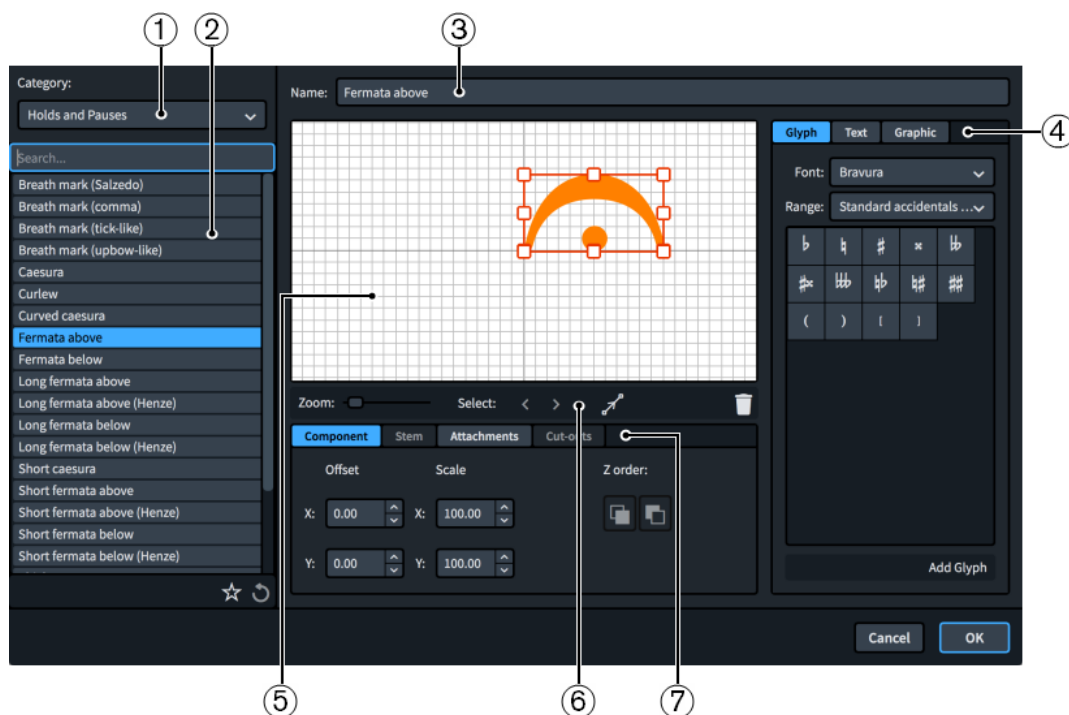 ① ② ③
Category:
Holds and Pauses
Name: Fermata above
Search...
Breath mark (Salzedo)
Breath mark (comma)
Breath mark (tick-like)
Breath mark (upbow-like)
Caesura
Curlew
Curved caesura
Fermata above
Fermata below
Long fermata above
Long fermata above (Henze)
Long fermata below
Long fermata below (Henze)
Short caesura
Short fermata above
Short fermata above (Henze)
Short fermata below
Short fermata below (Henze)
Glyph Text Graphic ④
Font: Bravura
Range: Standard accidentals ...
♭ ♮ ♯ 𝄪 𝄫
( ) [ ]
Add Glyph
Zoom: Select: < >
Component Stem Attachments Cut-outs
Offset Scale Z order:
X: 0.00 X: 100.00
Y: 0.00 Y: 100.00
Cancel OK
⑤ ⑥ ⑦